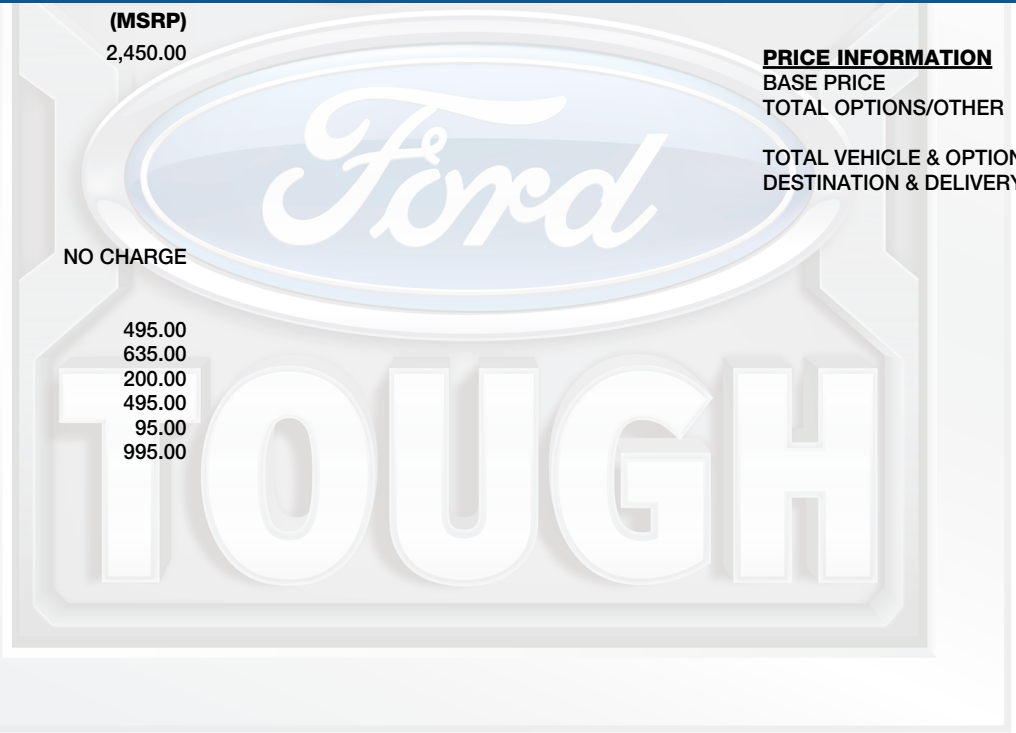 (MSRP)
2,450.00
NO CHARGE
495.00
635.00
200.00
495.00
95.00
995.00
PRICE INFORMATION
BASE PRICE
TOTAL OPTIONS/OTHER
TOTAL VEHICLE & OPTION
DESTINATION & DELIVERY
Ford
TOUGH